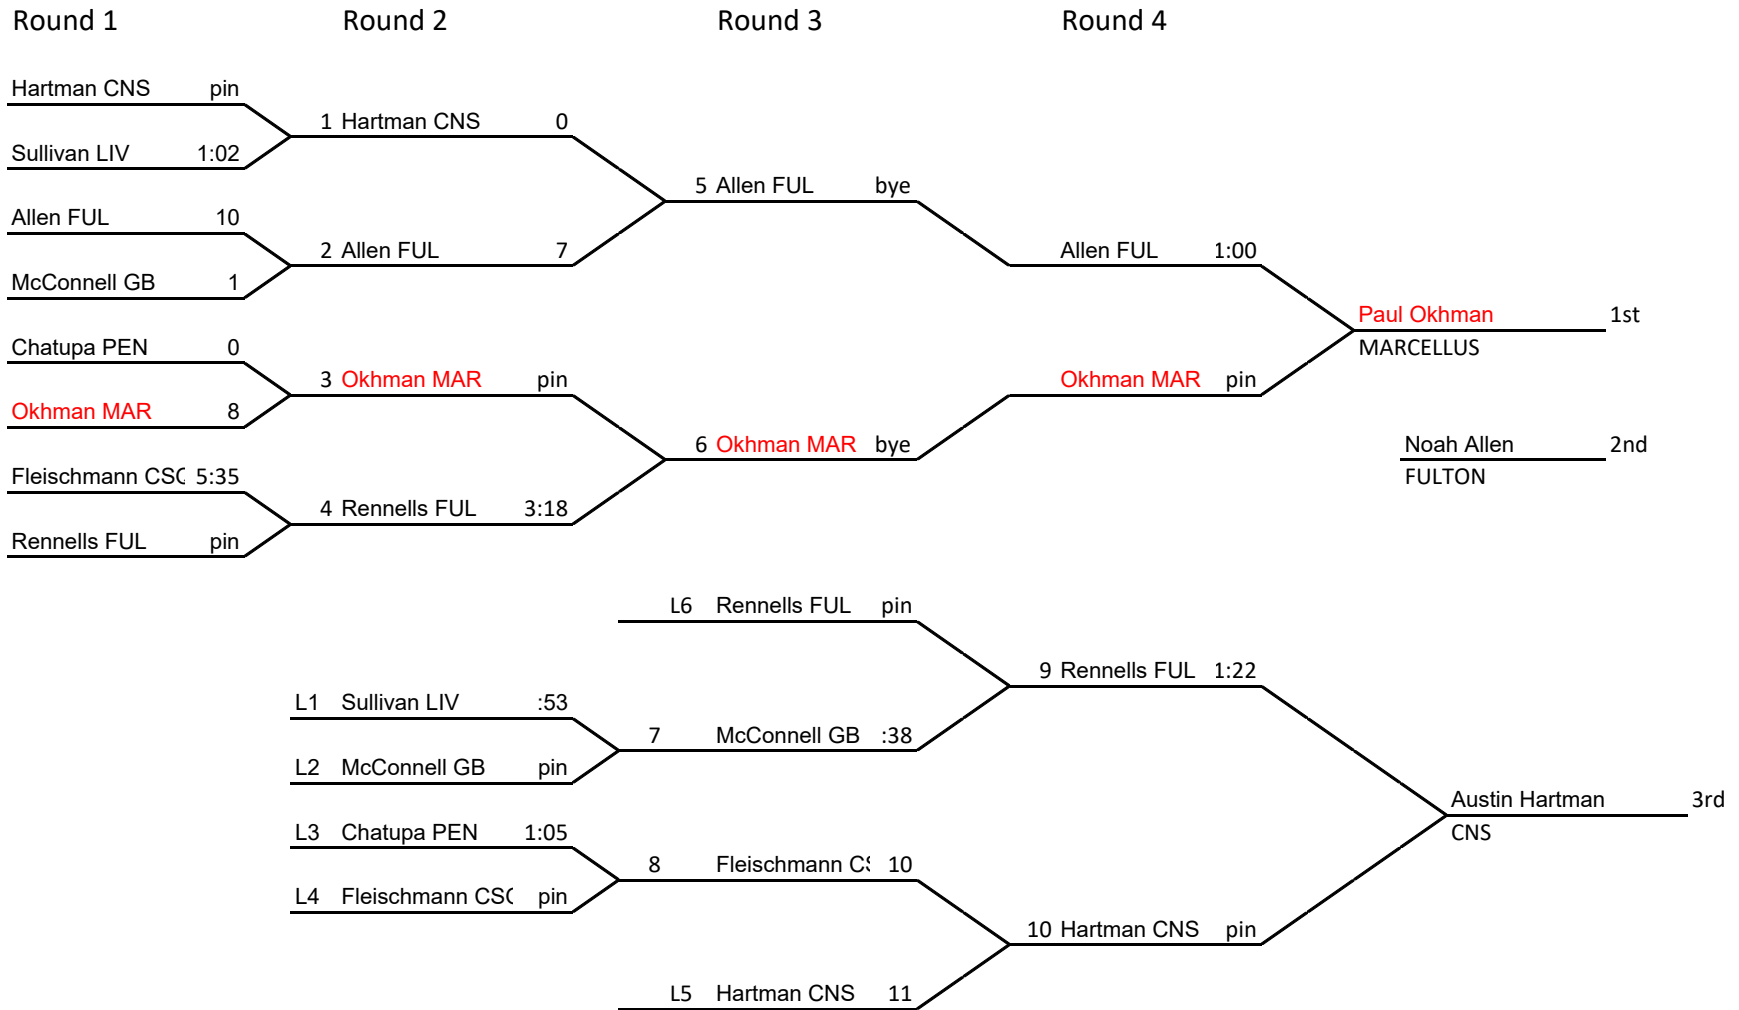 Round 1 Round 2 Round 3 Round 4
Hartman CNS pin
1 Hartman CNS 0
Sullivan LIV 1:02
5 Allen FUL bye
Allen FUL 10
2 Allen FUL 7
Allen FUL 1:00
McConnell GB 1
Paul Okhman 1st
MARCELLUS
Chatupa PEN 0
3 Okhman MAR pin
Okhman MAR pin
Okhman MAR 8
6 Okhman MAR bye
Noah Allen 2nd
FULTON
Fleischmann CSC 5:35
4 Rennells FUL 3:18
Rennells FUL pin
L6 Rennells FUL pin
9 Rennells FUL 1:22
L1 Sullivan LIV :53
7 McConnell GB :38
L2 McConnell GB pin
Austin Hartman 3rd
CNS
L3 Chatupa PEN 1:05
8 Fleischmann CS 10
L4 Fleischmann CSC pin
10 Hartman CNS pin
L5 Hartman CNS 11